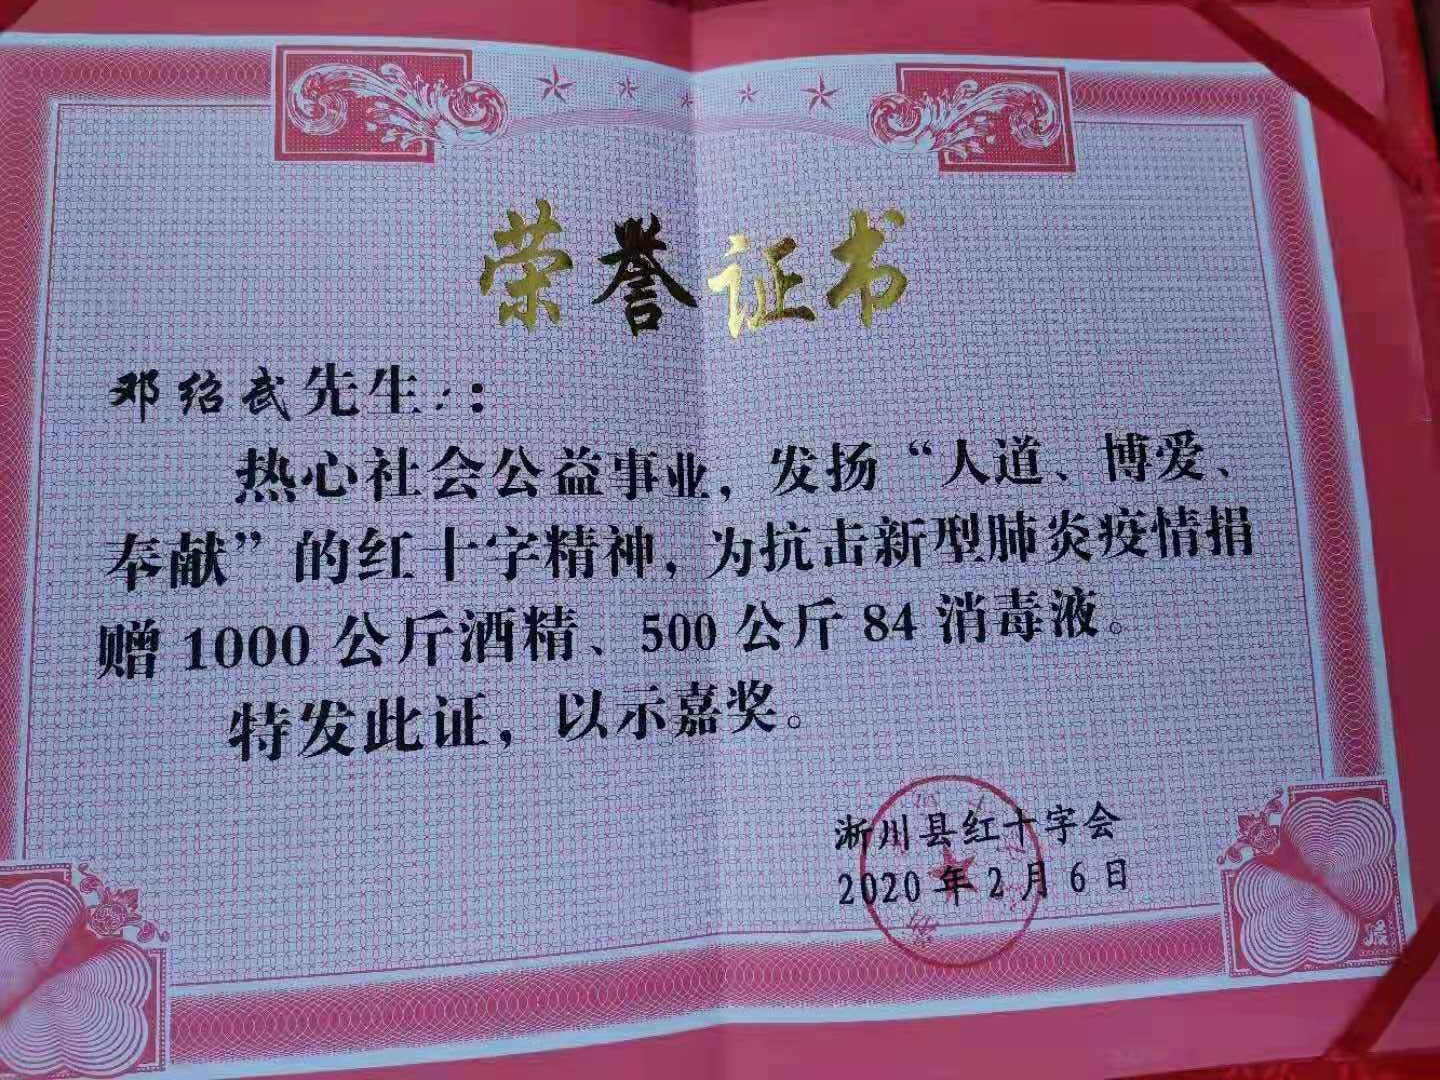 荣誉证书
邓绍武先生：
热心社会公益事业，发扬“人道、博爱、
奉献”的红十字精神，为抗击新型肺炎疫情捐
赠1000公斤酒精、500公斤84消毒液。
特发此证，以示嘉奖。
淅川县红十字会
2020年2月6日